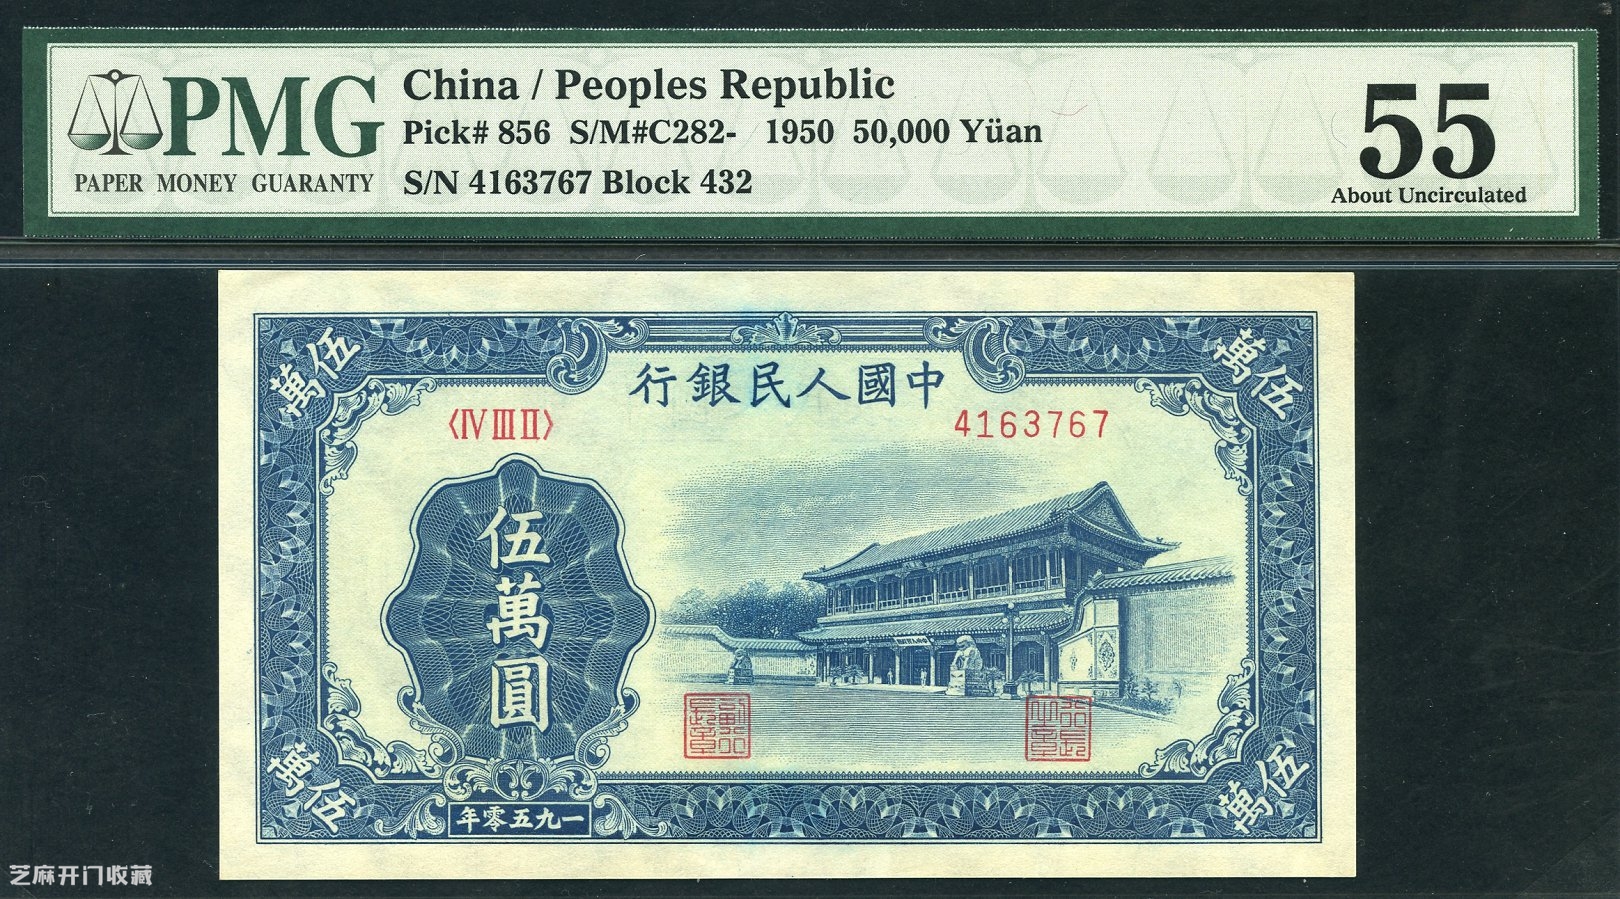 PMG
PAPER MONEY GUARANTY
China / Peoples Republic
Pick# 856 S/M#C282- 1950 50,000 Yüan
S/N 4163767 Block 432
55
About Uncirculated
伍萬
伍萬
行銀民人國中
〈IV III II〉
4163767
伍萬圓
伍萬
伍萬
年零五九一
芝麻开门收藏